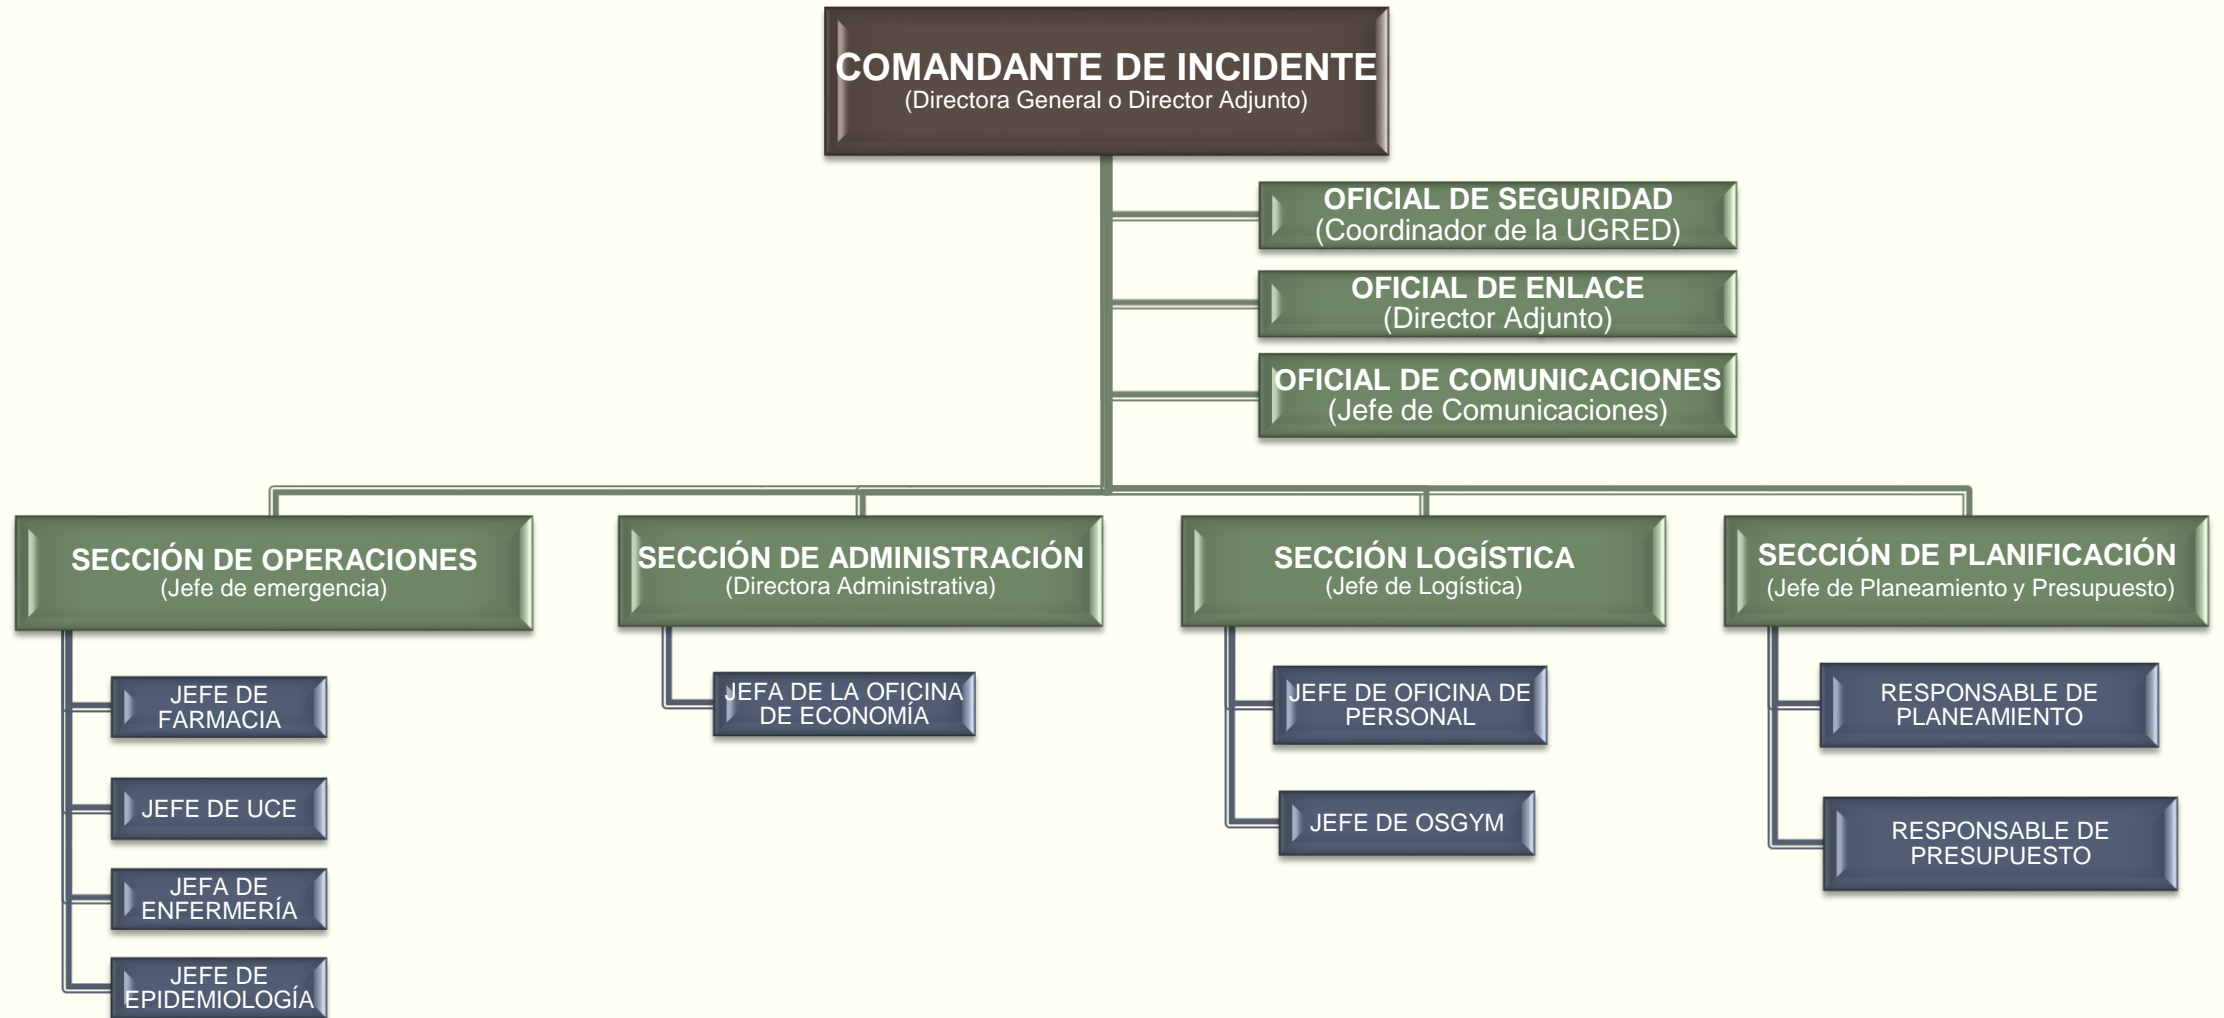 COMANDANTE DE INCIDENTE
(Directora General o Director Adjunto)
OFICIAL DE SEGURIDAD
(Coordinador de la UGRED)
OFICIAL DE ENLACE
(Director Adjunto)
OFICIAL DE COMUNICACIONES
(Jefe de Comunicaciones)
SECCIÓN DE OPERACIONES
(Jefe de emergencia)
JEFE DE
FARMACIA
JEFE DE UCE
JEFA DE
ENFERMERÍA
JEFE DE
EPIDEMIOLOGÍA
SECCIÓN DE ADMINISTRACIÓN
(Directora Administrativa)
JEFA DE LA OFICINA
DE ECONOMÍA
SECCIÓN LOGÍSTICA
(Jefe de Logística)
JEFE DE OFICINA DE
PERSONAL
JEFE DE OSGYM
SECCIÓN DE PLANIFICACIÓN
(Jefe de Planeamiento y Presupuesto)
RESPONSABLE DE
PLANEAMIENTO
RESPONSABLE DE
PRESUPUESTO